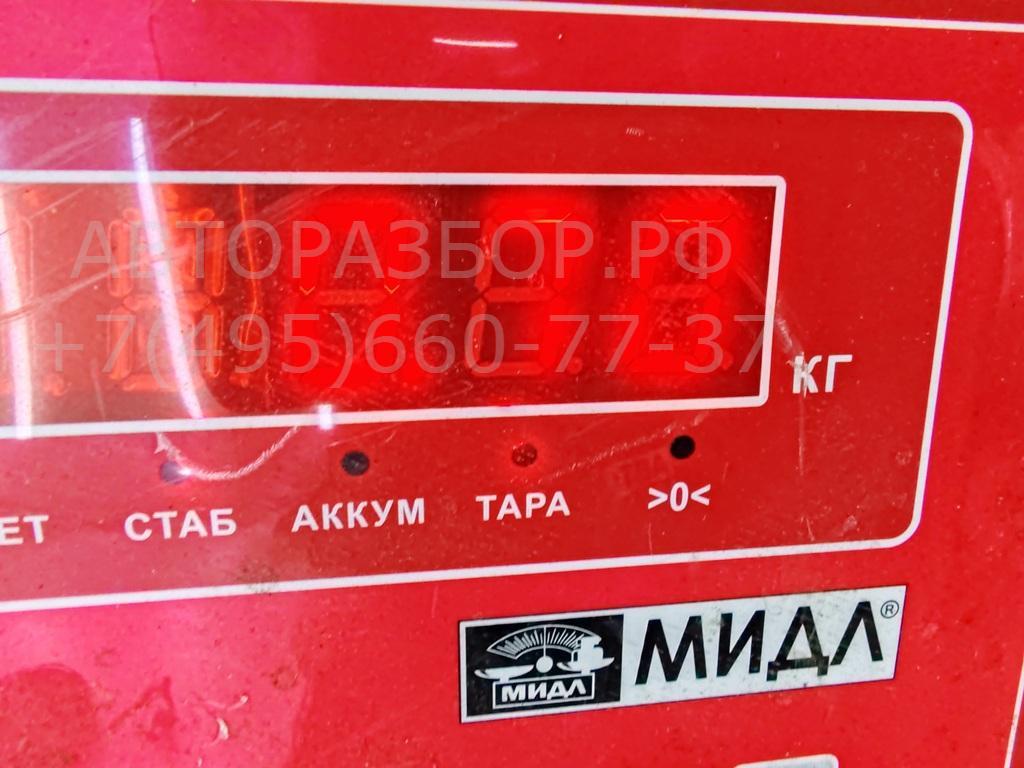 АВТОРАЗБОР.РФ
+7(495)660-77-37
КГ
ЕТ СТАБ АККУМ ТАРА >0<
МИДЛ МИДЛ®